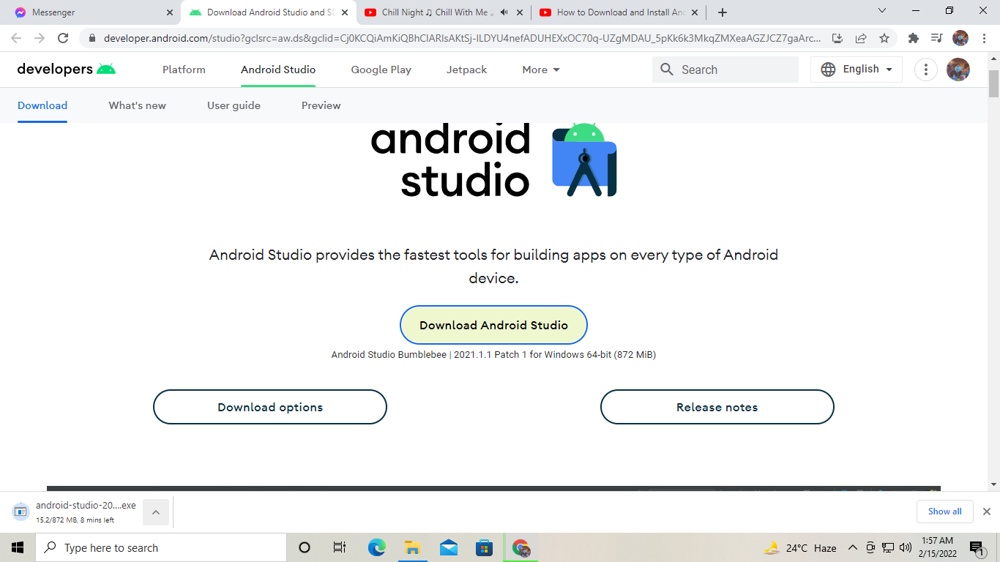 Messenger
Download Android Studio and SD
Chill Night ♫ Chill With Me
How to Download and Install And
developer.android.com/studio?gclsrc=aw.ds&gclid=Cj0KCQiAmKiQBhClARIsAKtSj-ILDYU4nefADUHEXxOC70q-UZgMDAU_5pKk6k3MkqZMXeaAGZJCZ7gaArc...
developers
Platform
Android Studio
Google Play
Jetpack
More
Search
English
Download
What's new
User guide
Preview
android
studio
Android Studio provides the fastest tools for building apps on every type of Android
device.
Download Android Studio
Android Studio Bumblebee | 2021.1.1 Patch 1 for Windows 64-bit (872 MiB)
Download options
Release notes
android-studio-20....exe
15.2/872 MB, 8 mins left
Show all
Type here to search
24°C Haze
1:57 AM
2/15/2022
1